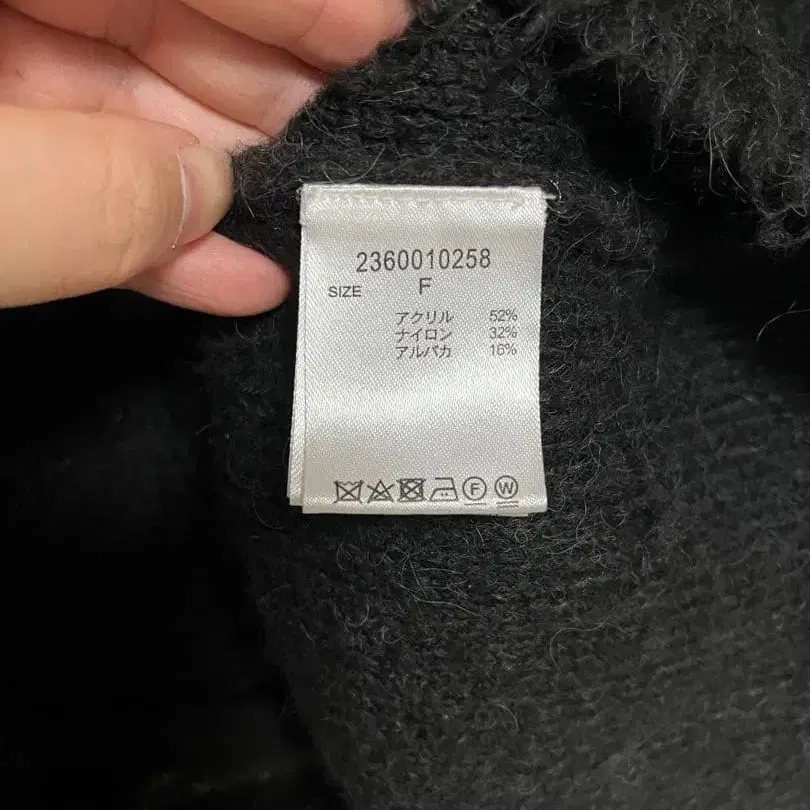 2360010258
SIZE F
アクリル 52%
ナイロン 32%
アルパカ 16%
F W